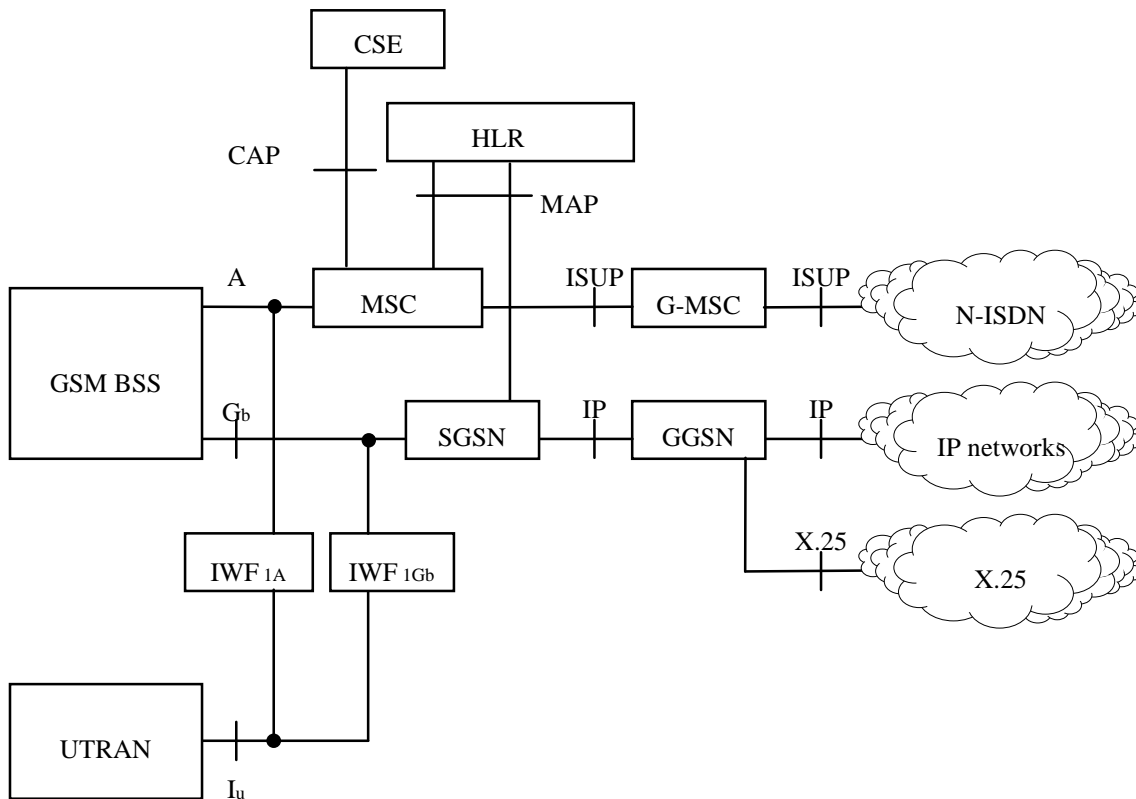 CSE
HLR
CAP
MAP
A
ISUP
ISUP
MSC
G-MSC
N-ISDN
GSM BSS
Gb
IP
IP
SGSN
GGSN
IP networks
X.25
IWF 1A
IWF 1Gb
X.25
UTRAN
Iu